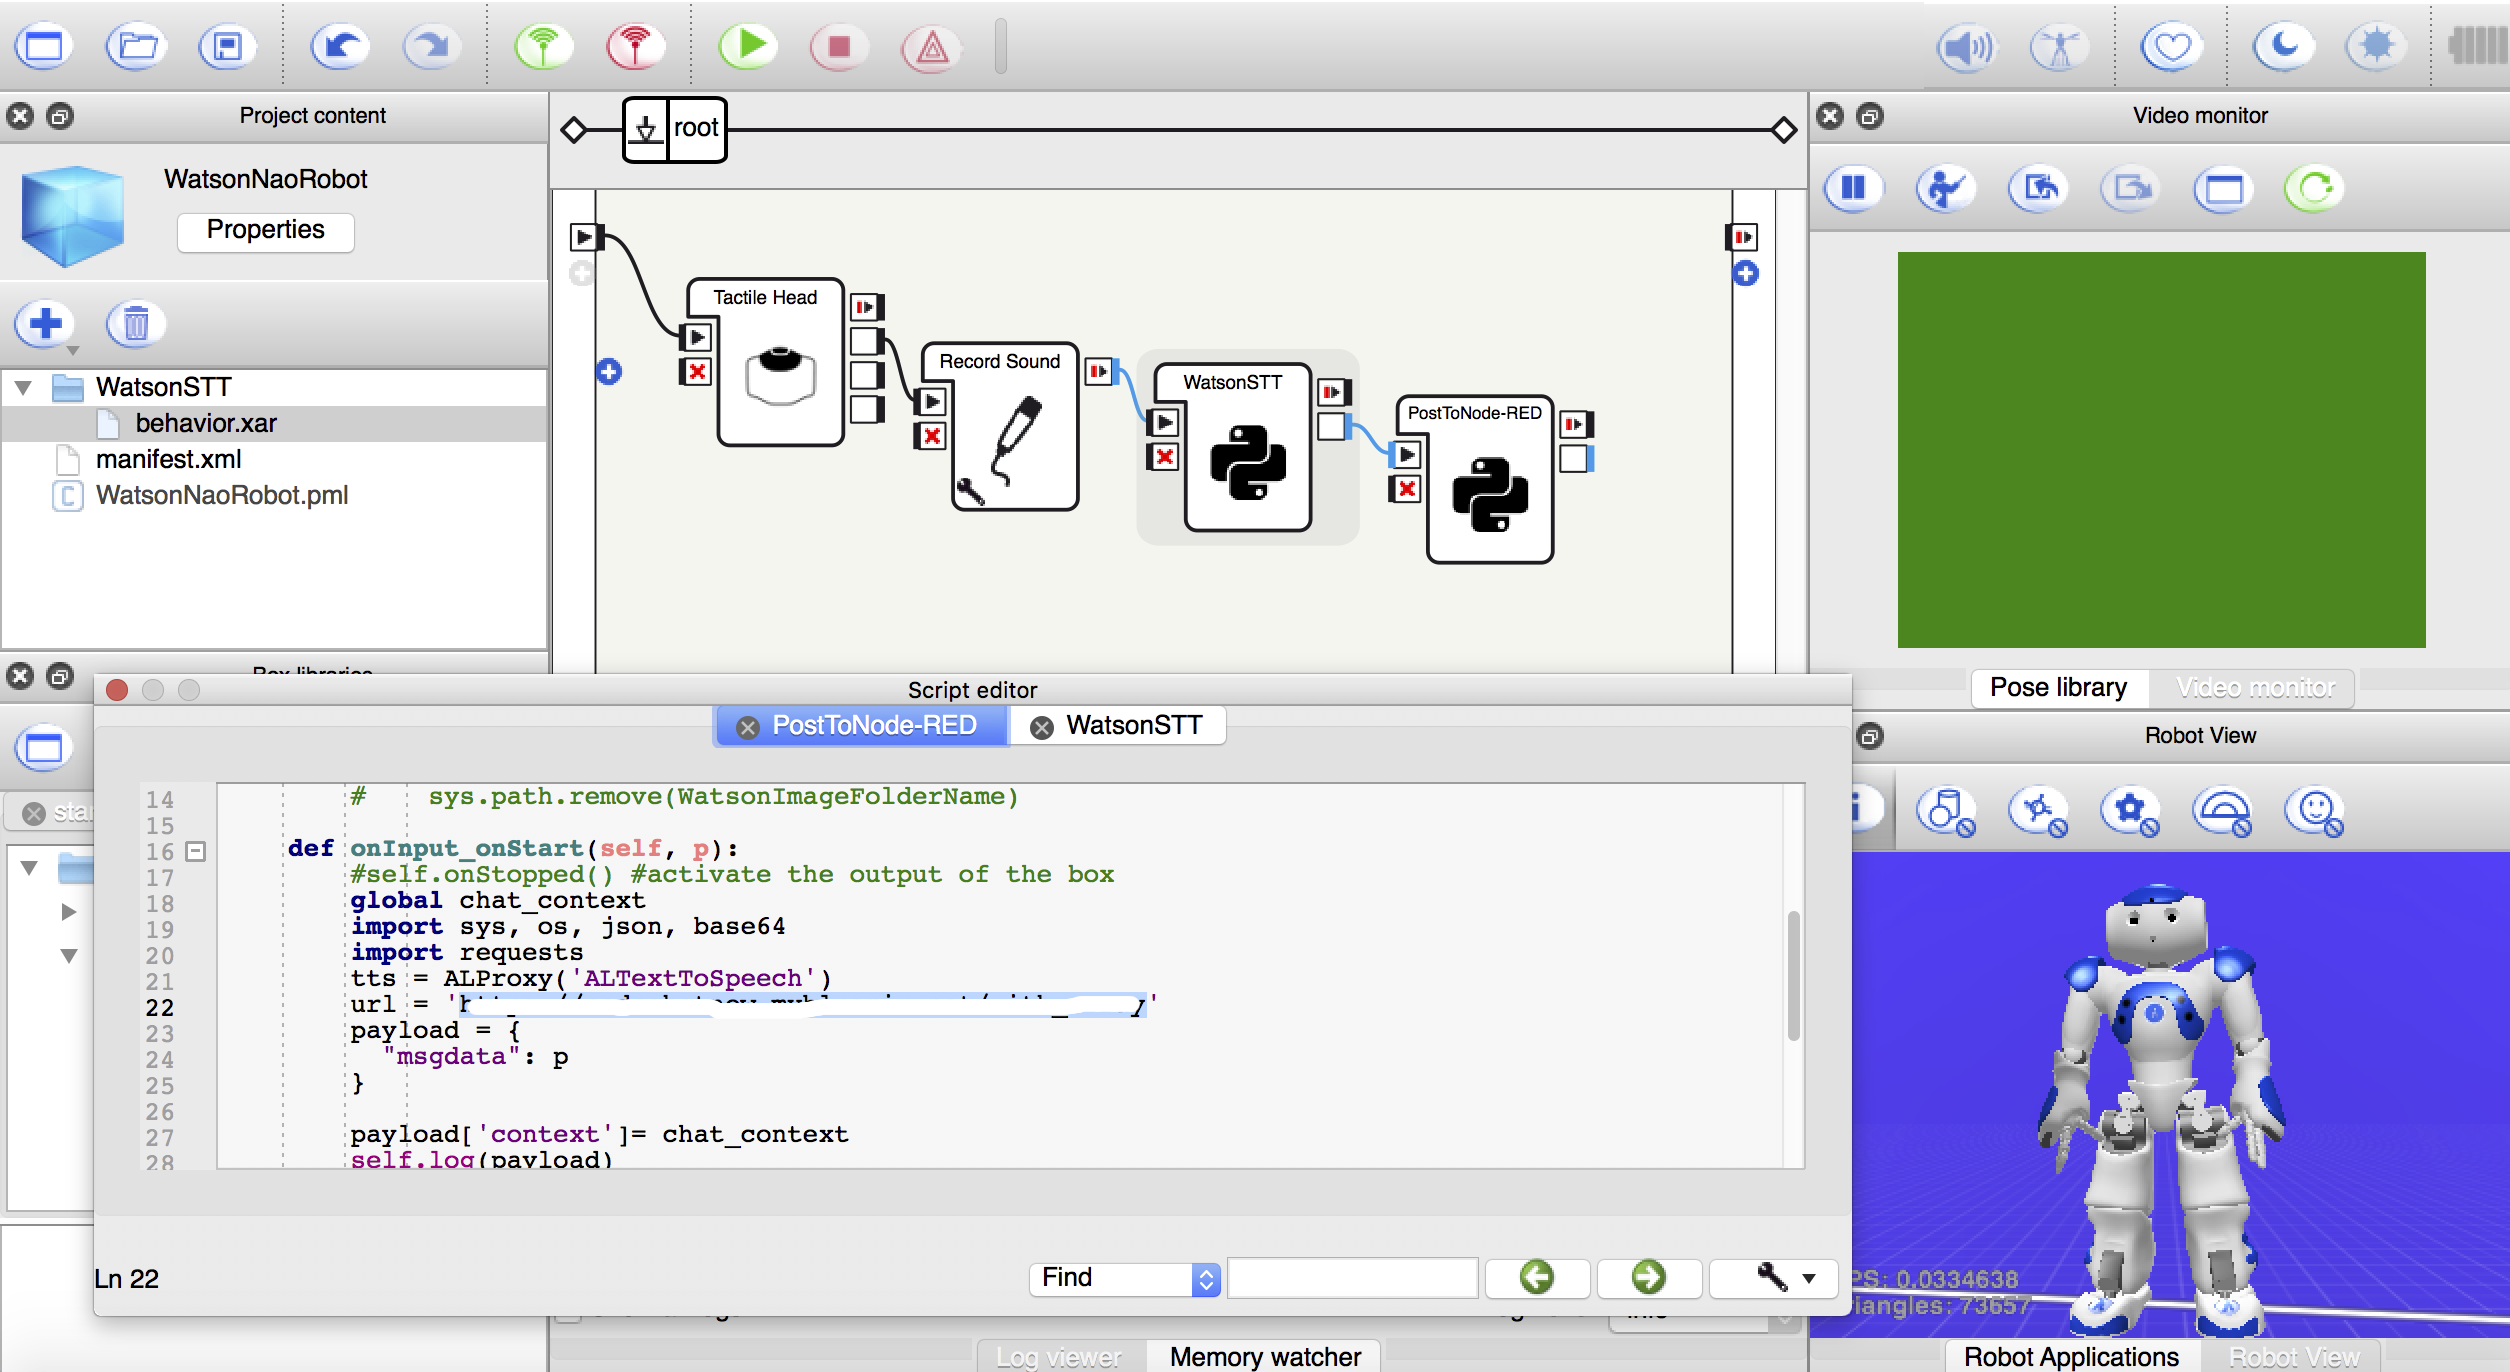 root
Project content
Video monitor
WatsonNaoRobot
Properties
Tactile Head
Record Sound
WatsonSTT
PostToNode-RED
WatsonSTT
behavior.xar
manifest.xml
WatsonNaoRobot.pml
Pose library
Video monitor
Script editor
PostToNode-RED
WatsonSTT
Robot View
14 #    sys.path.remove(WatsonImageFolderName)
15
16 def onInput_onStart(self, p):
17 #self.onStopped() #activate the output of the box
18 global chat_context
19 import sys, os, json, base64
20 import requests
21 tts = ALProxy('ALTextToSpeech')
22 url = '
23 payload = {
24 "msgdata": p
25 }
26
27 payload['context']= chat_context
28 self.log(payload)
Ln 22
Find
PS: 0.0334638
iangles: 73657
Log viewer
Memory watcher
Robot Applications
Robot View